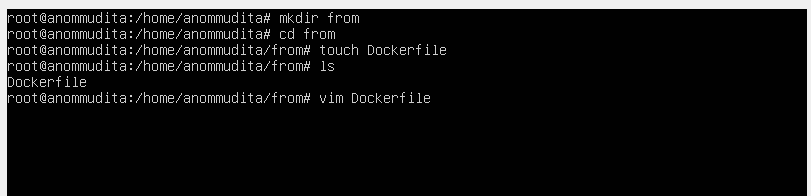 root@anommudita:/home/anommudita# mkdir from
root@anommudita:/home/anommudita# cd from
root@anommudita:/home/anommudita/from# touch Dockerfile
root@anommudita:/home/anommudita/from# ls
Dockerfile
root@anommudita:/home/anommudita/from# vim Dockerfile